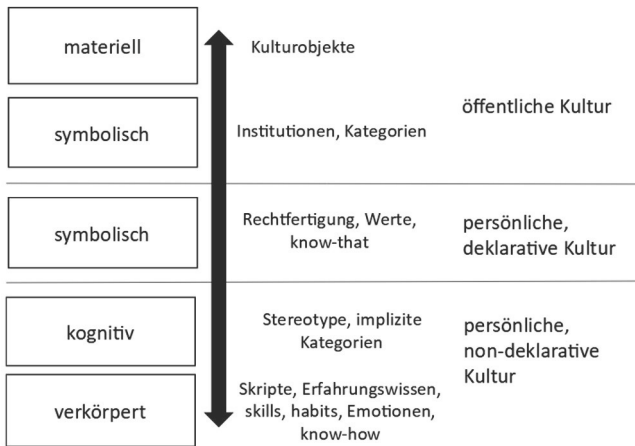 materiell
Kulturobjekte
öffentliche Kultur
symbolisch
Institutionen, Kategorien
symbolisch
Rechtfertigung, Werte,
know-that
persönliche,
deklarative Kultur
kognitiv
Stereotype, implizite
Kategorien
persönliche,
non-deklarative
Kultur
verkörpert
Skripte, Erfahrungswissen,
skills, habits, Emotionen,
know-how